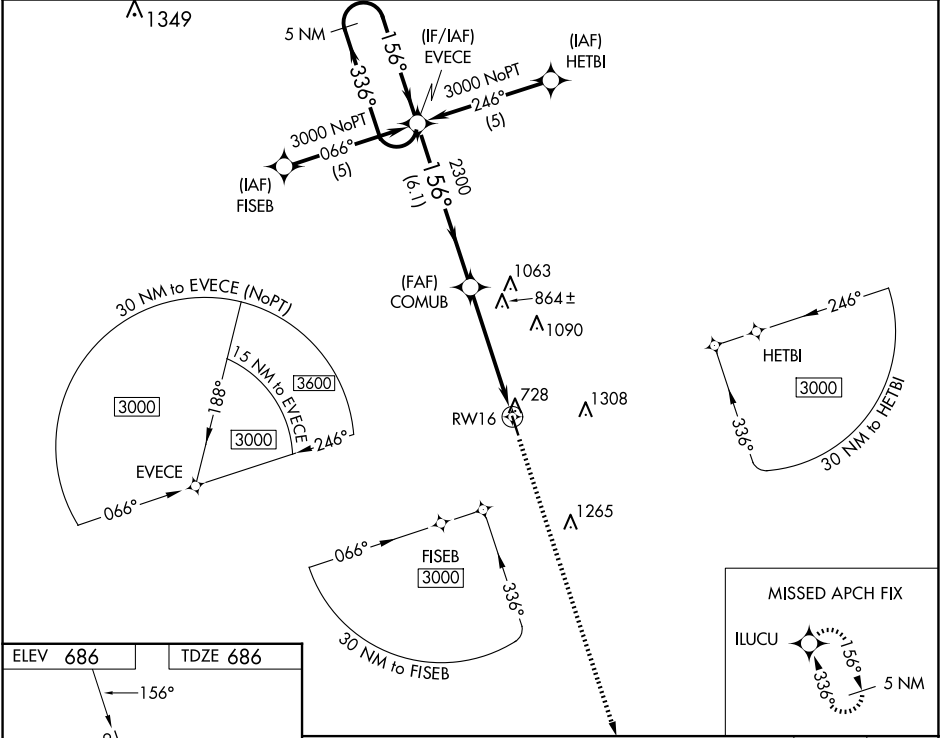 1349
5 NM
156°
336°
(IF/IAF)
EVECE
(IAF)
HETBI
3000 NoPT
246°
(5)
3000 NoPT
066°
(5)
(IAF)
FISEB
2300
156°
(6.1)
(FAF)
COMUB
1063
864 ±
1090
728
RW16
1308
1265
30 NM to EVECE (NoPT)
15 NM to EVECE
3600
3000
188°
3000
246°
EVECE
066°
246°
HETBI
3000
336°
30 NM to HETBI
066°
FISEB
3000
336°
30 NM to FISEB
MISSED APCH FIX
ILUCU
156°
336°
5 NM
ELEV 686
TDZE 686
156°